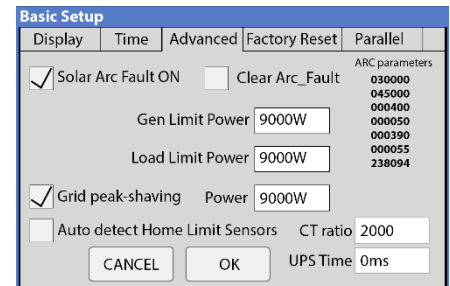 Basic Setup
Display Time Advanced Factory Reset Parallel
ARC parameters
Solar Arc Fault ON Clear Arc_Fault
030000
045000
000400
000050
000390
000055
238094
Gen Limit Power 9000W
Load Limit Power 9000W
Grid peak-shaving Power 9000W
Auto detect Home Limit Sensors CT ratio 2000
CANCEL OK UPS Time 0ms